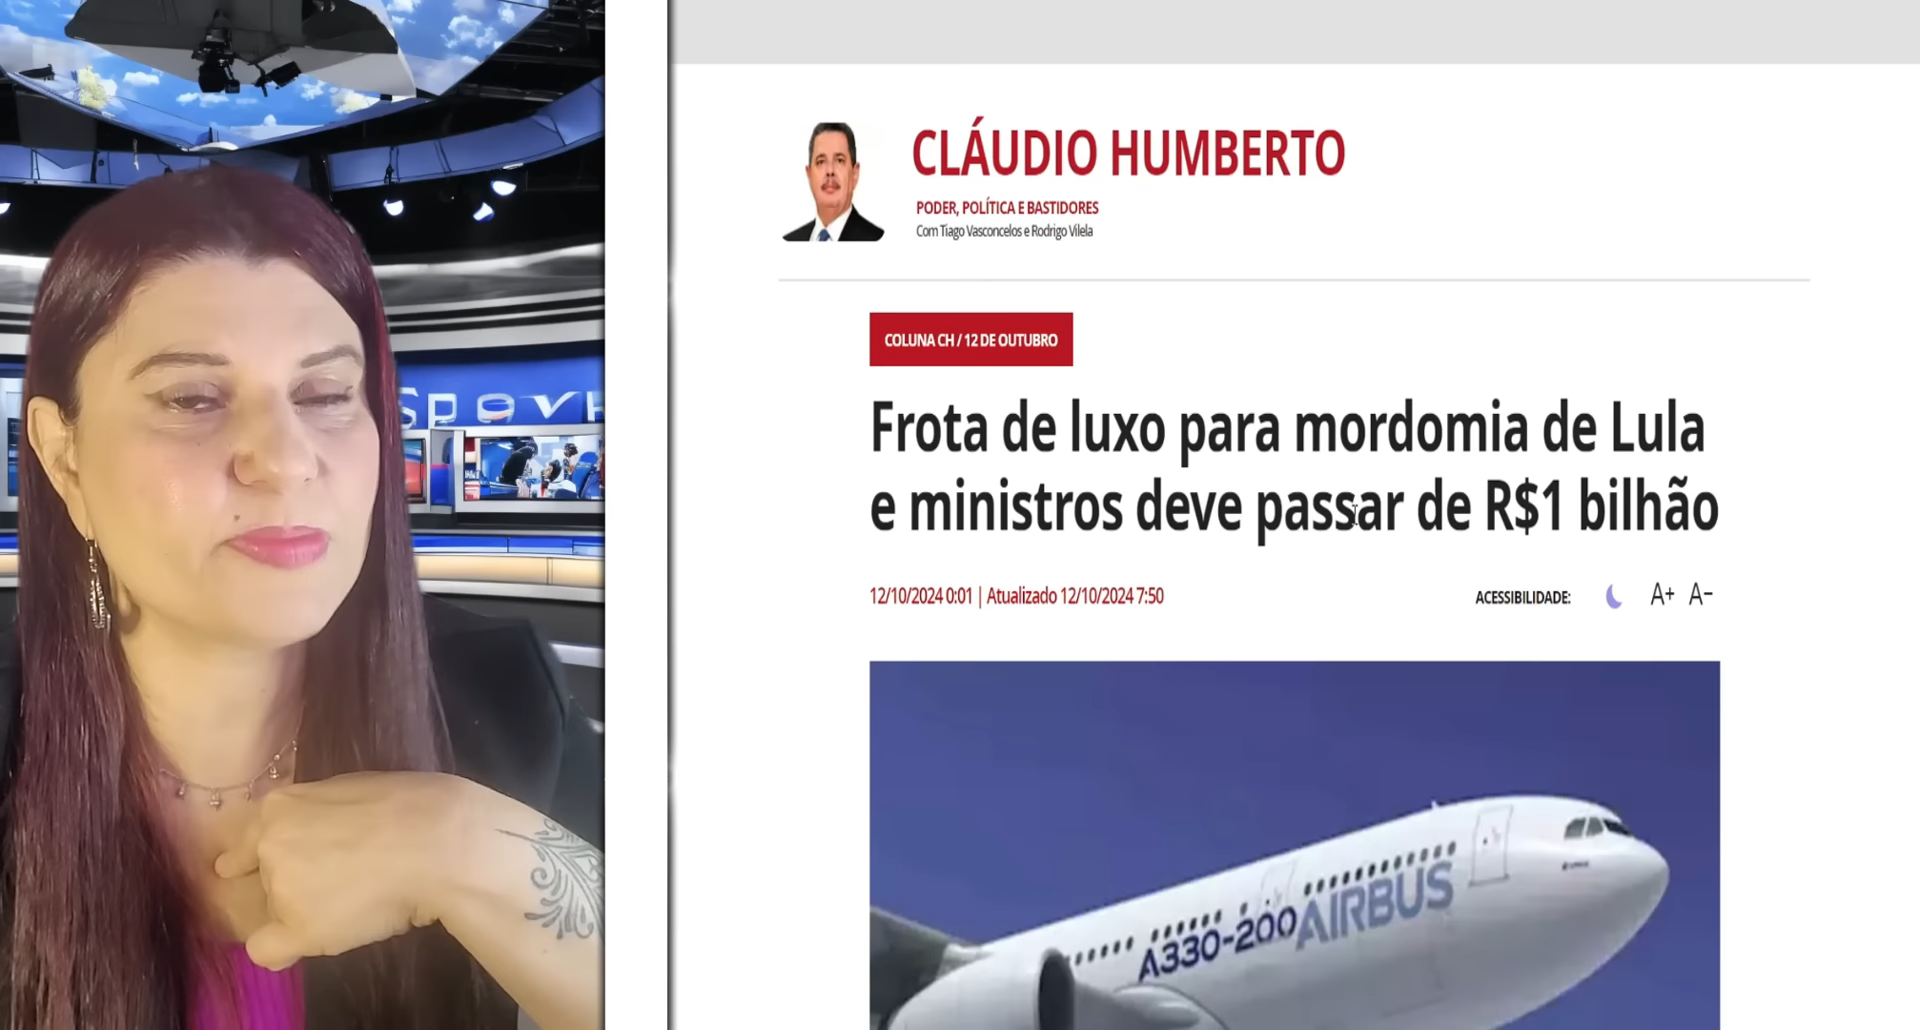 CLÁUDIO HUMBERTO
PODER, POLÍTICA E BASTIDORES
Com Tiago Vasconcelos e Rodrigo Vilela
COLUNA CH / 12 DE OUTUBRO
Frota de luxo para mordomia de Lula
e ministros deve passar de R$1 bilhão
12/10/2024 0:01 | Atualizado 12/10/2024 7:50
ACESSIBILIDADE: A+ A-
A330-200 AIRBUS